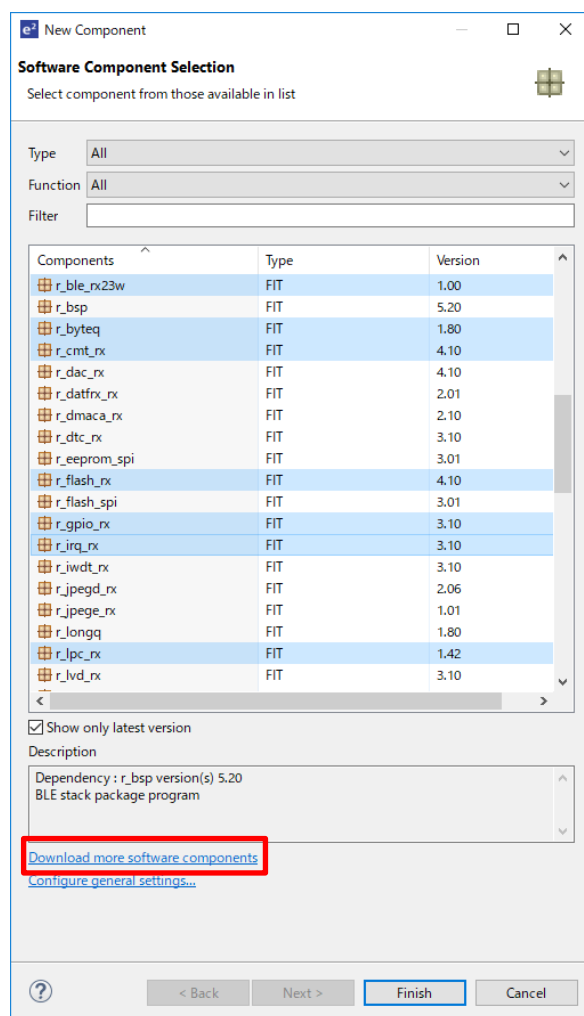 e² New Component
Software Component Selection
Select component from those available in list
Type All
Function All
Filter
Components Type Version
r_ble_rx23w FIT 1.00
r_bsp FIT 5.20
r_byteq FIT 1.80
r_cmt_rx FIT 4.10
r_dac_rx FIT 4.10
r_datfrx_rx FIT 2.01
r_dmaca_rx FIT 2.10
r_dtc_rx FIT 3.10
r_eeprom_spi FIT 3.01
r_flash_rx FIT 4.10
r_flash_spi FIT 3.01
r_gpio_rx FIT 3.10
r_irq_rx FIT 3.10
r_iwdt_rx FIT 3.10
r_jpegd_rx FIT 2.06
r_jpege_rx FIT 1.01
r_longq FIT 1.80
r_lpc_rx FIT 1.42
r_lvd_rx FIT 3.10
Show only latest version
Description
Dependency : r_bsp version(s) 5.20
BLE stack package program
Download more software components
Configure general settings...
? < Back Next > Finish Cancel